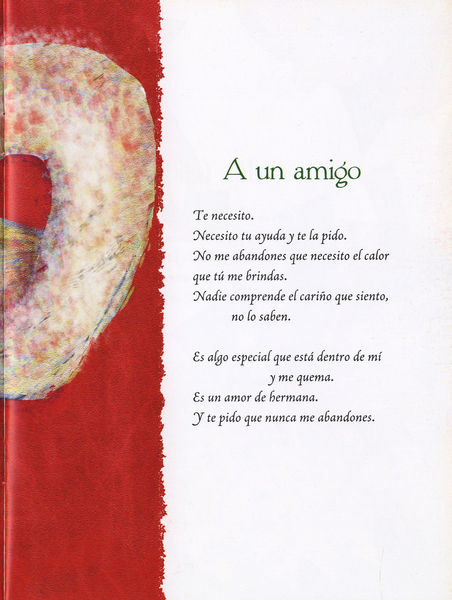 A un amigo
Te necesito.
Necesito tu ayuda y te la pido.
No me abandones que necesito el calor
que tú me brindas.
Nadie comprende el cariño que siento,
no lo saben.
Es algo especial que está dentro de mí
y me quema.
Es un amor de hermana.
Y te pido que nunca me abandones.